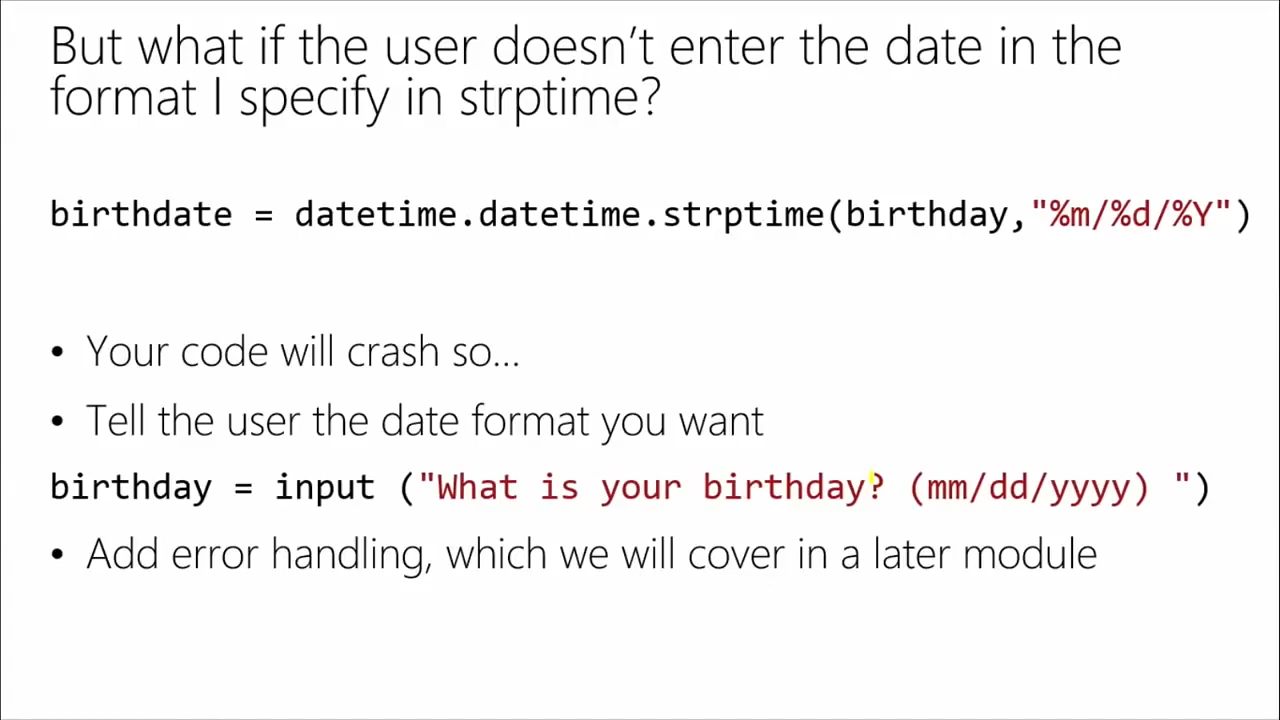 But what if the user doesn't enter the date in the
format I specify in strptime?
birthdate = datetime.datetime.strptime(birthday,"%m/%d/%Y")
• Your code will crash so...
• Tell the user the date format you want
birthday = input ("What is your birthday? (mm/dd/yyyy) ")
• Add error handling, which we will cover in a later module